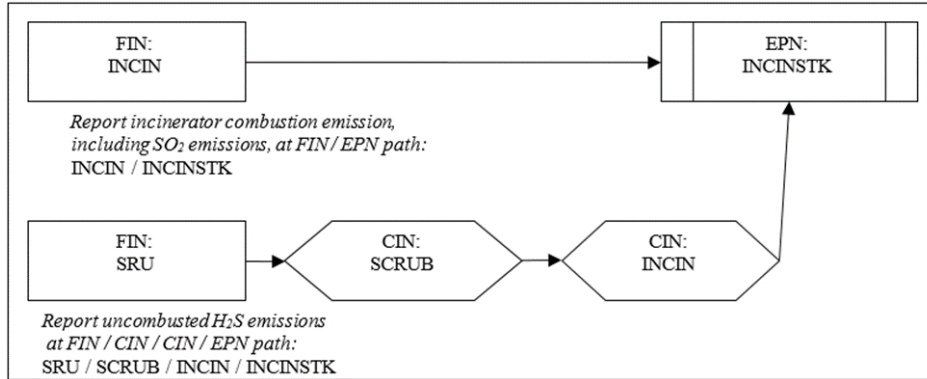 FIN:
INCIN
EPN:
INCINSTK
Report incinerator combustion emission,
including SO₂ emissions, at FIN / EPN path:
INCIN / INCINSTK
FIN:
SRU
CIN:
SCRUB
CIN:
INCIN
Report uncombusted H₂S emissions
at FIN / CIN / CIN / EPN path:
SRU / SCRUB / INCIN / INCINSTK